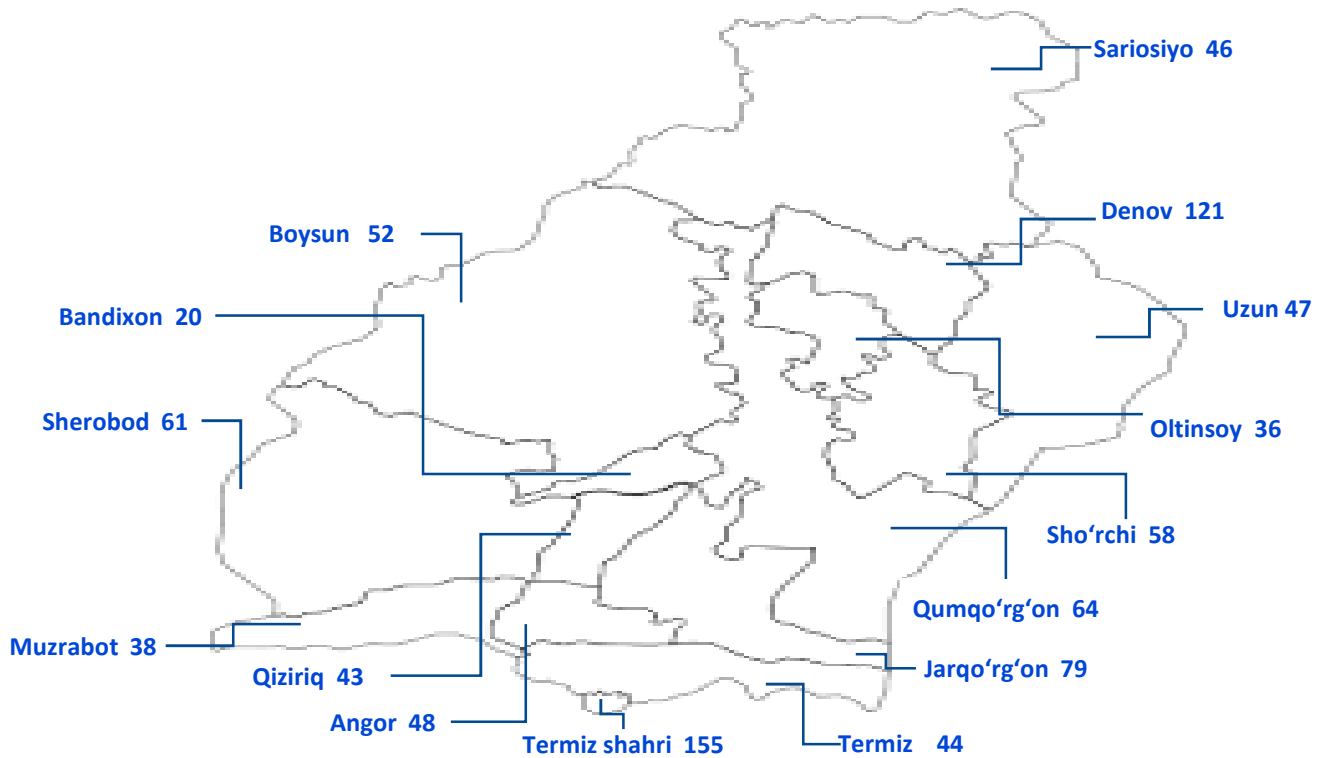 Sariosiyo 46
Denov 121
Boysun 52
Uzun 47
Bandixon 20
Sherobod 61
Oltinsoy 36
Sho‘rchi 58
Qumqo‘rg‘on 64
Muzrabot 38
Jarqo‘rg‘on 79
Qiziriq 43
Angor 48
Termiz shahri 155
Termiz 44